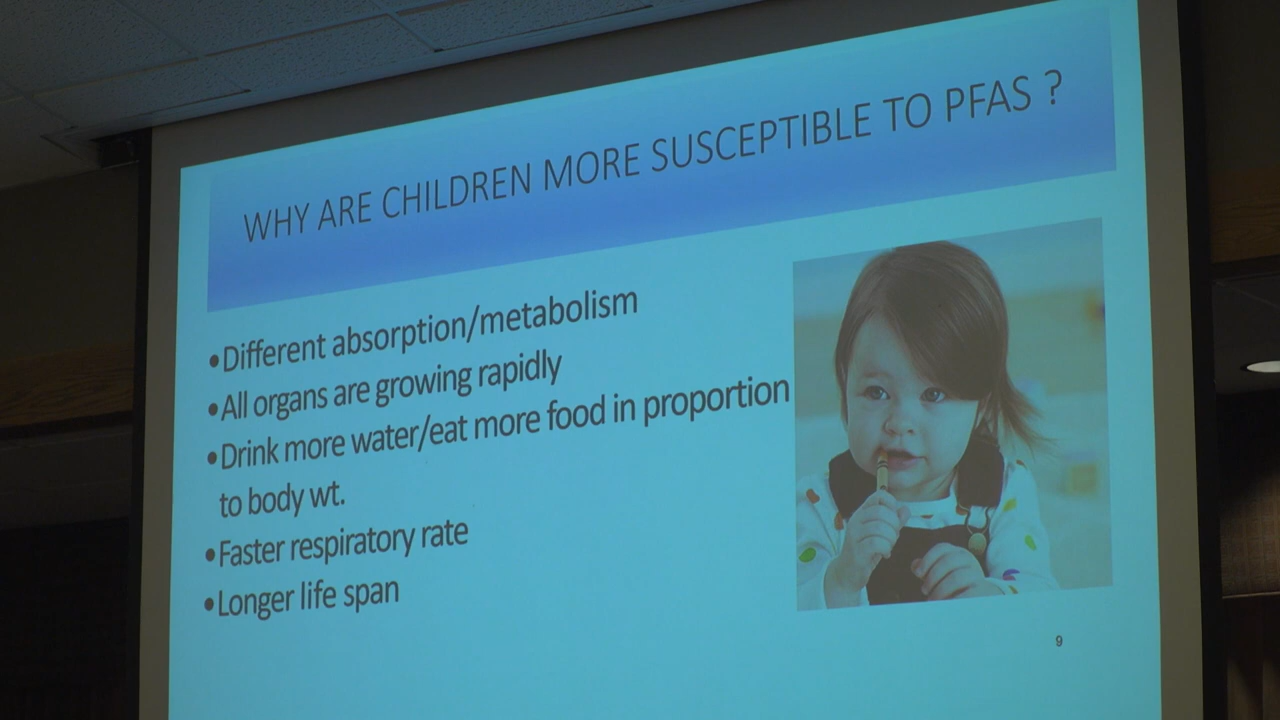 WHY ARE CHILDREN MORE SUSCEPTIBLE TO PFAS ?
•Different absorption/metabolism
•All organs are growing rapidly
•Drink more water/eat more food in proportion
to body wt.
•Faster respiratory rate
•Longer life span
9